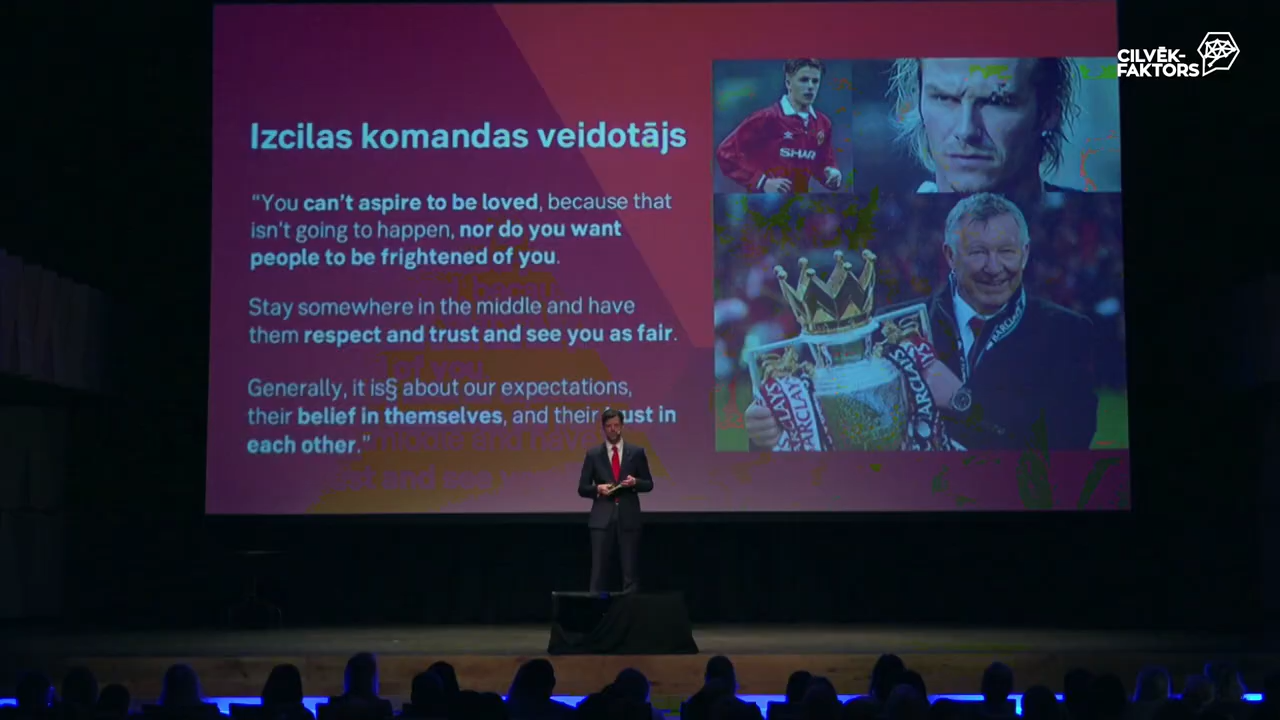 CILVĒK-
FAKTORS
Izcilas komandas veidotājs
“You can’t aspire to be loved, because that
isn’t going to happen, nor do you want
people to be frightened of you.
Stay somewhere in the middle and have
them respect and trust and see you as fair.
Generally, it is§ about our expectations,
their belief in themselves, and their
each other.”
SHARP
BARCLAYS
BARCLAYS